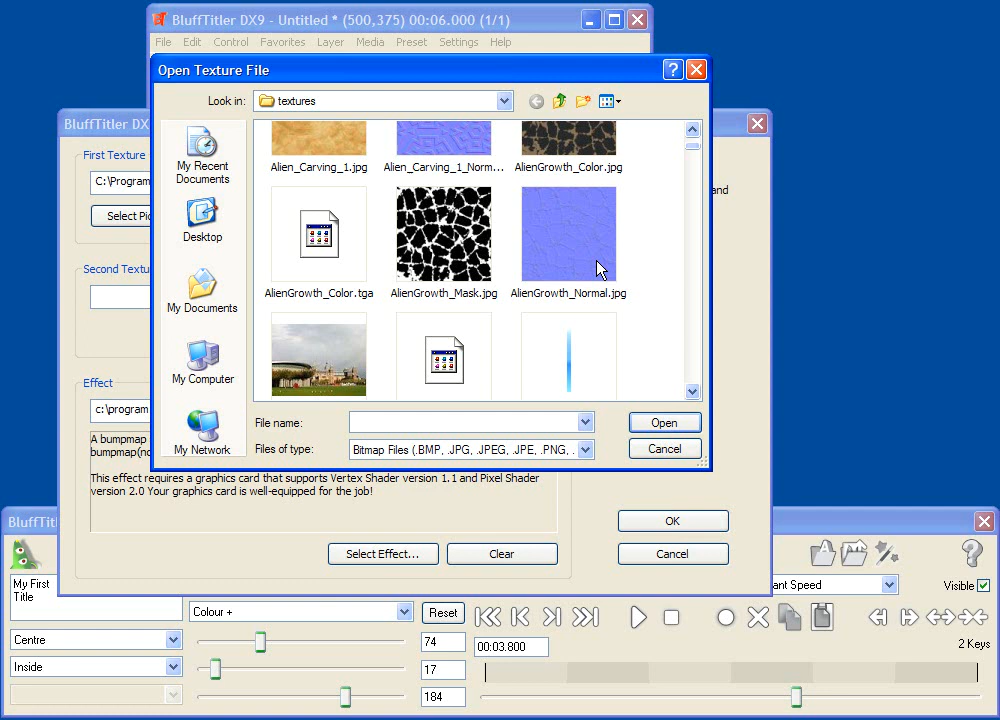 BluffTitler DX9 - Untitled * (500,375) 00:06.000 (1/1)
File Edit Control Favorites Layer Media Preset Settings Help
Open Texture File
Look in: textures
BluffTitler DX
My Recent
Documents
Desktop
My Documents
My Computer
My Network
Alien_Carving_1.jpg Alien_Carving_1_Norm... AlienGrowth_Color.jpg
AlienGrowth_Color.tga AlienGrowth_Mask.jpg AlienGrowth_Normal.jpg
File name:
Open
Files of type: Bitmap Files (.BMP, .JPG, .JPEG, .JPE, .PNG, .
Cancel
First Texture
C:\Program
Select Pic
and
Second Textu
Effect
c:\program
A bumpmap
bumpmap(no
This effect requires a graphics card that supports Vertex Shader version 1.1 and Pixel Shader
version 2.0 Your graphics card is well-equipped for the job!
Select Effect... Clear
OK
Cancel
BluffTitl
My First
Title
ant Speed
Visible
Colour +
Reset
Centre
74
00:03.800
2 Keys
Inside
17
184